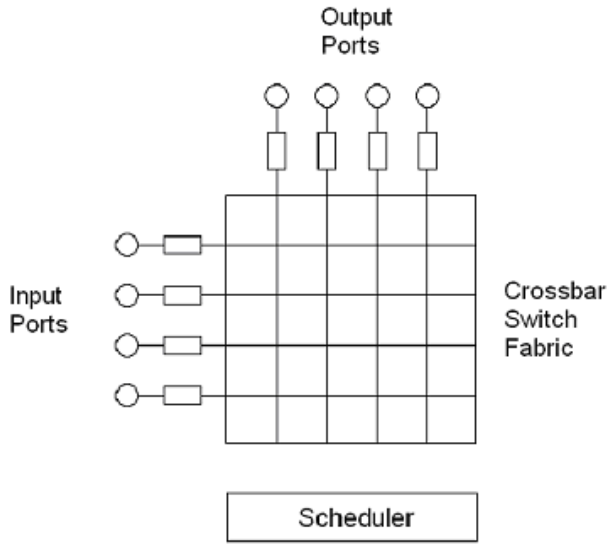 Output
Ports
Input
Ports
Crossbar
Switch
Fabric
Scheduler